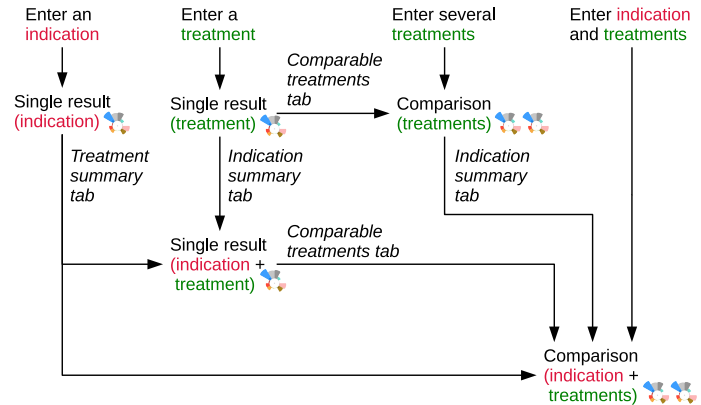 Enter an
indication
Enter a
treatment
Enter several
treatments
Enter indication
and treatments
Comparable
treatments
tab
Single result
(indication)
Single result
(treatment)
Comparison
(treatments)
Treatment
summary
tab
Indication
summary
tab
Indication
summary
tab
Single result
(indication +
treatment)
Comparable
treatments tab
Comparison
(indication +
treatments)